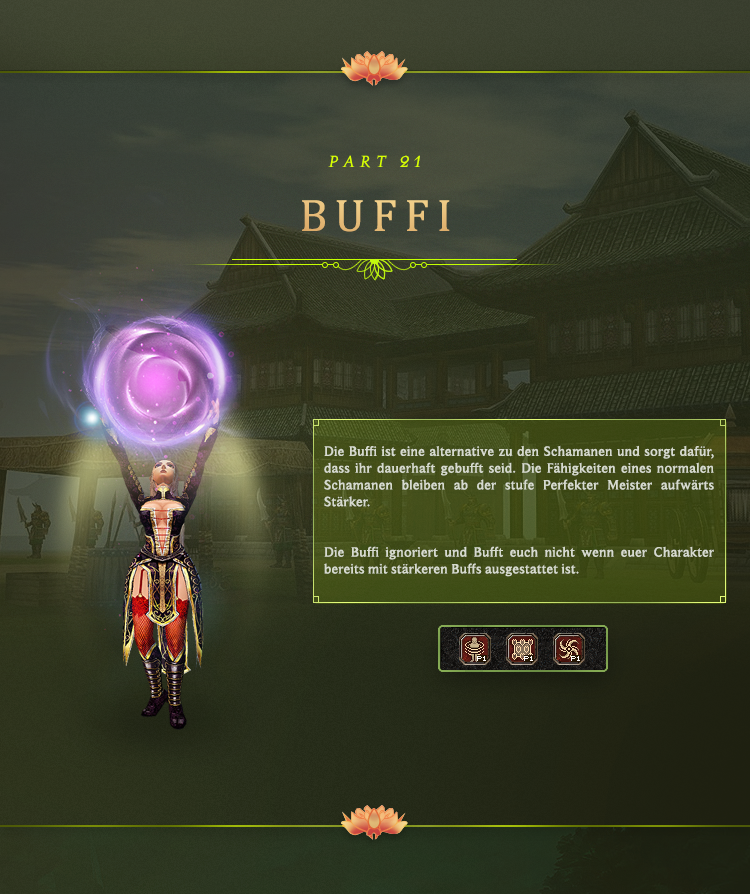 PART 21
BUFFI
Die Buffi ist eine alternative zu den Schamanen und sorgt dafür,
dass ihr dauerhaft gebufft seid. Die Fähigkeiten eines normalen
Schamanen bleiben ab der stufe Perfekter Meister aufwärts
Stärker.
Die Buffi ignoriert und Bufft euch nicht wenn euer Charakter
bereits mit stärkeren Buffs ausgestattet ist.
P1 P1 P1